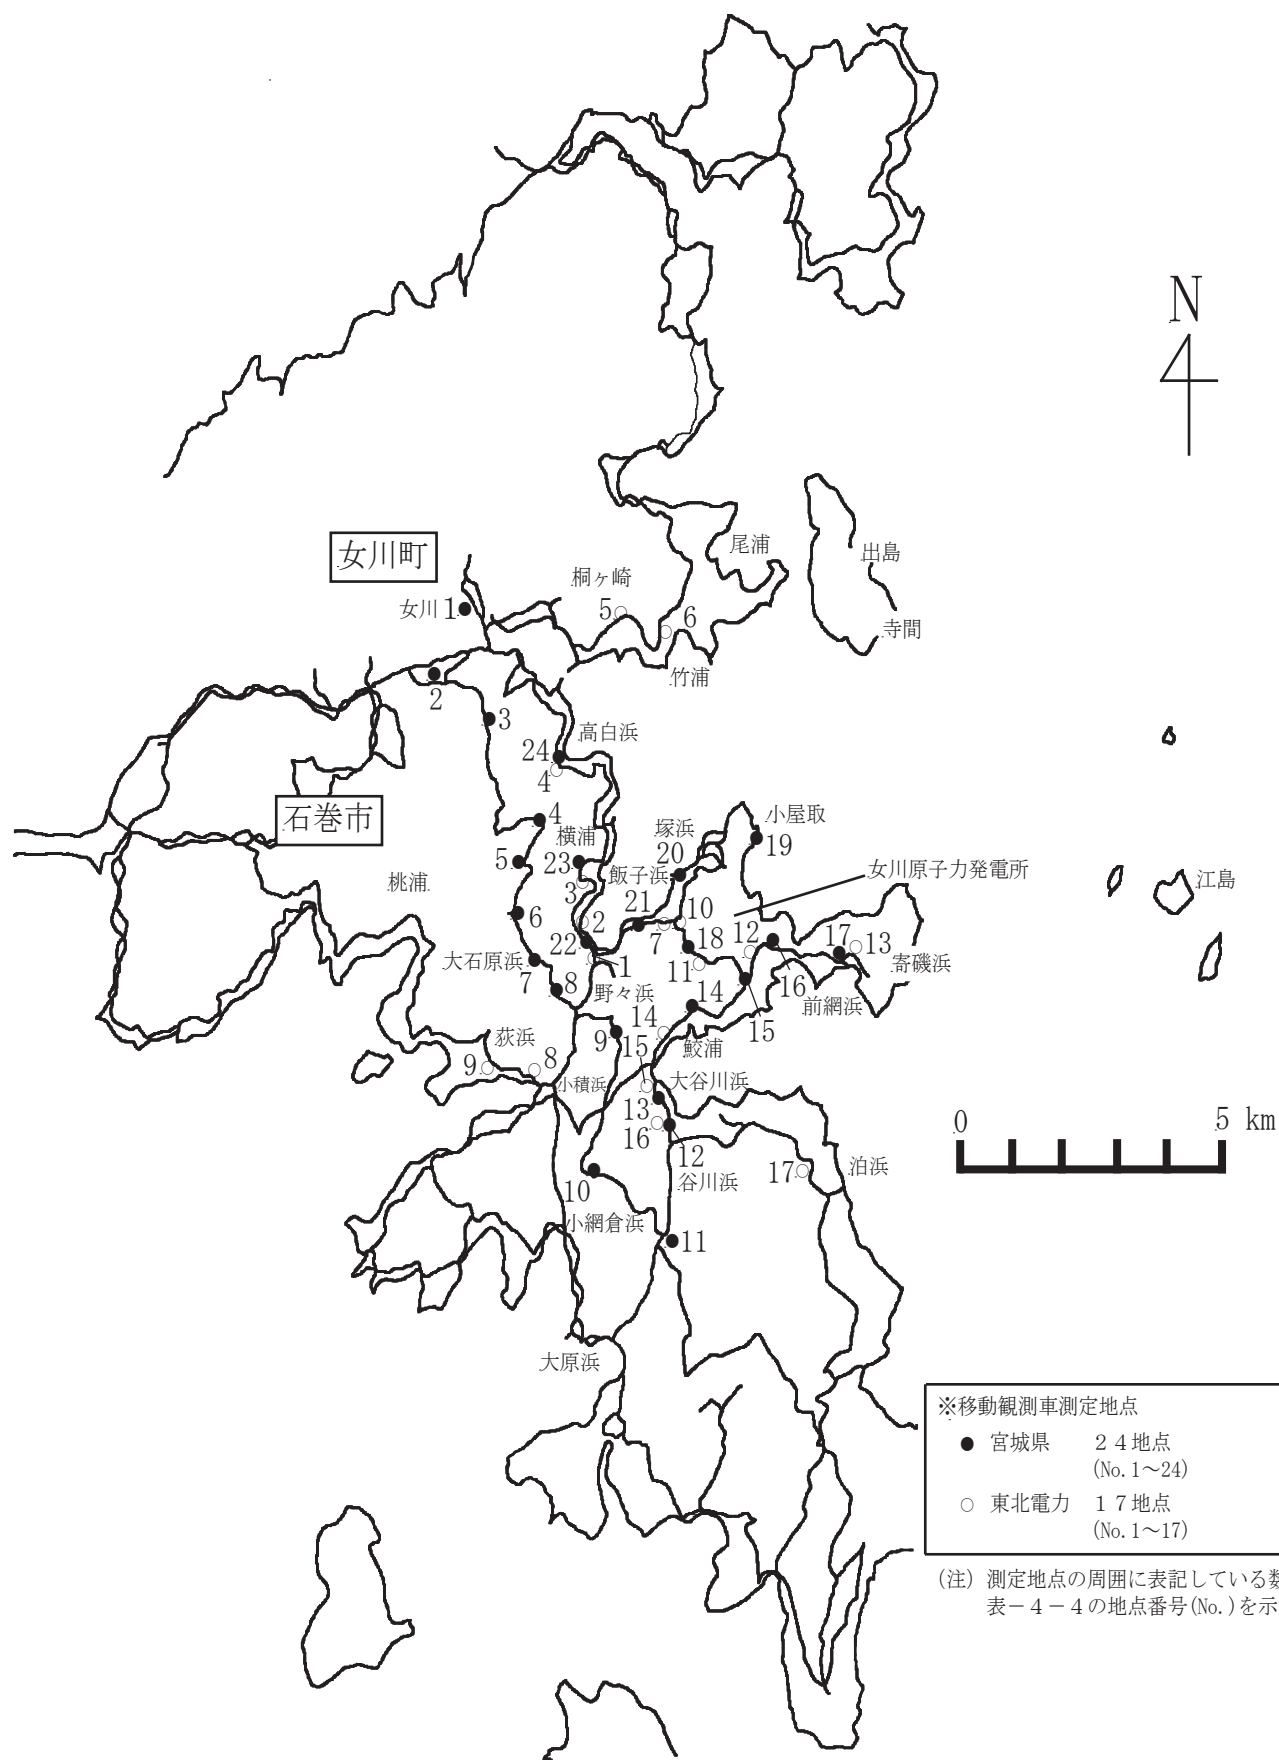 N
尾浦
女川町
出島
桐ヶ崎
女川 1
5
6
寺間
竹浦
2
3
高白浜
24
4
石巻市
4
小屋取
塚浜
横浦
19
5
23
20
飯子浜
女川原子力発電所
江島
桃浦
3
21
10
6
2
7
18
12
17
13
22
大石原浜
11
寄磯浜
7
1
16
8
野々浜
14
前網浜
15
荻浜
9
14
15
鮫浦
9
8
小積浜
大谷川浜
13
0
5 km
16
12
17
泊浜
10
谷川浜
小網倉浜
11
大原浜
※移動観測車測定地点
● 宮城県 ２４地点
(No.1～24)
○ 東北電力 １７地点
(No.1～17)
(注) 測定地点の周囲に表記している数
表－４－４の地点番号(No.)を示